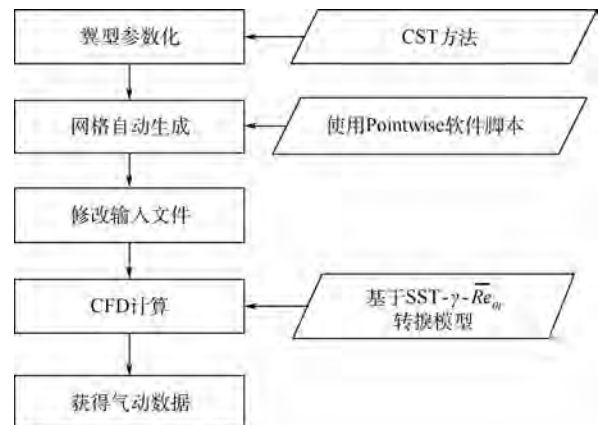 翼型参数化
CST方法
网格自动生成
使用Pointwise软件脚本
修改输入文件
CFD计算
基于SST-γ-R̅e̅θt
转捩模型
获得气动数据